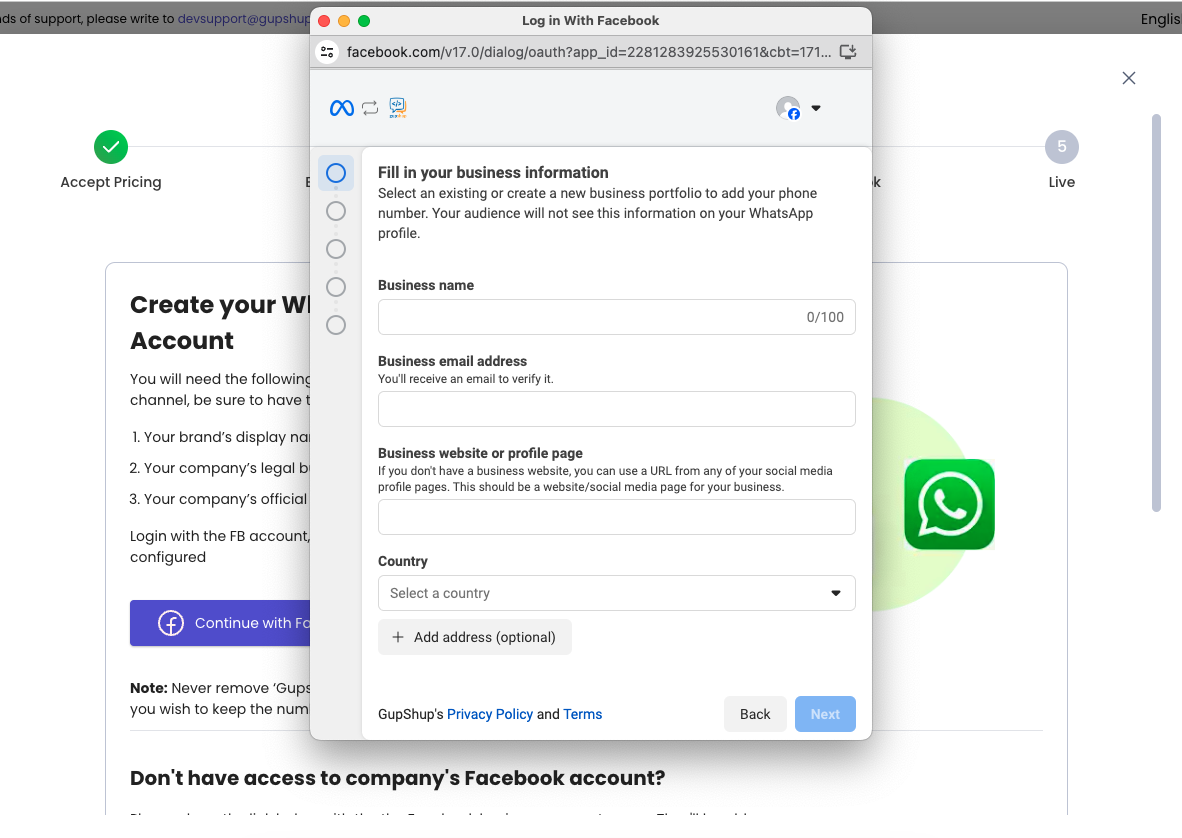 nds of support, please write to devsupport@gupshup
Englis
Log in With Facebook
facebook.com/v17.0/dialog/oauth?app_id=2281283925530161&cbt=171...
Accept Pricing
5
Live
Fill in your business information
Select an existing or create a new business portfolio to add your phone
number. Your audience will not see this information on your WhatsApp
profile.
Business name
0/100
Business email address
You'll receive an email to verify it.
Business website or profile page
If you don't have a business website, you can use a URL from any of your social media
profile pages. This should be a website/social media page for your business.
Country
Select a country
+ Add address (optional)
GupShup's Privacy Policy and Terms
Back
Next
Create your Wh
Account
You will need the following
channel, be sure to have t
1. Your brand’s display na
2. Your company’s legal b
3. Your company’s official
Login with the FB account,
configured
Continue with Fa
Note: Never remove ‘Gups
you wish to keep the num
Don't have access to company's Facebook account?